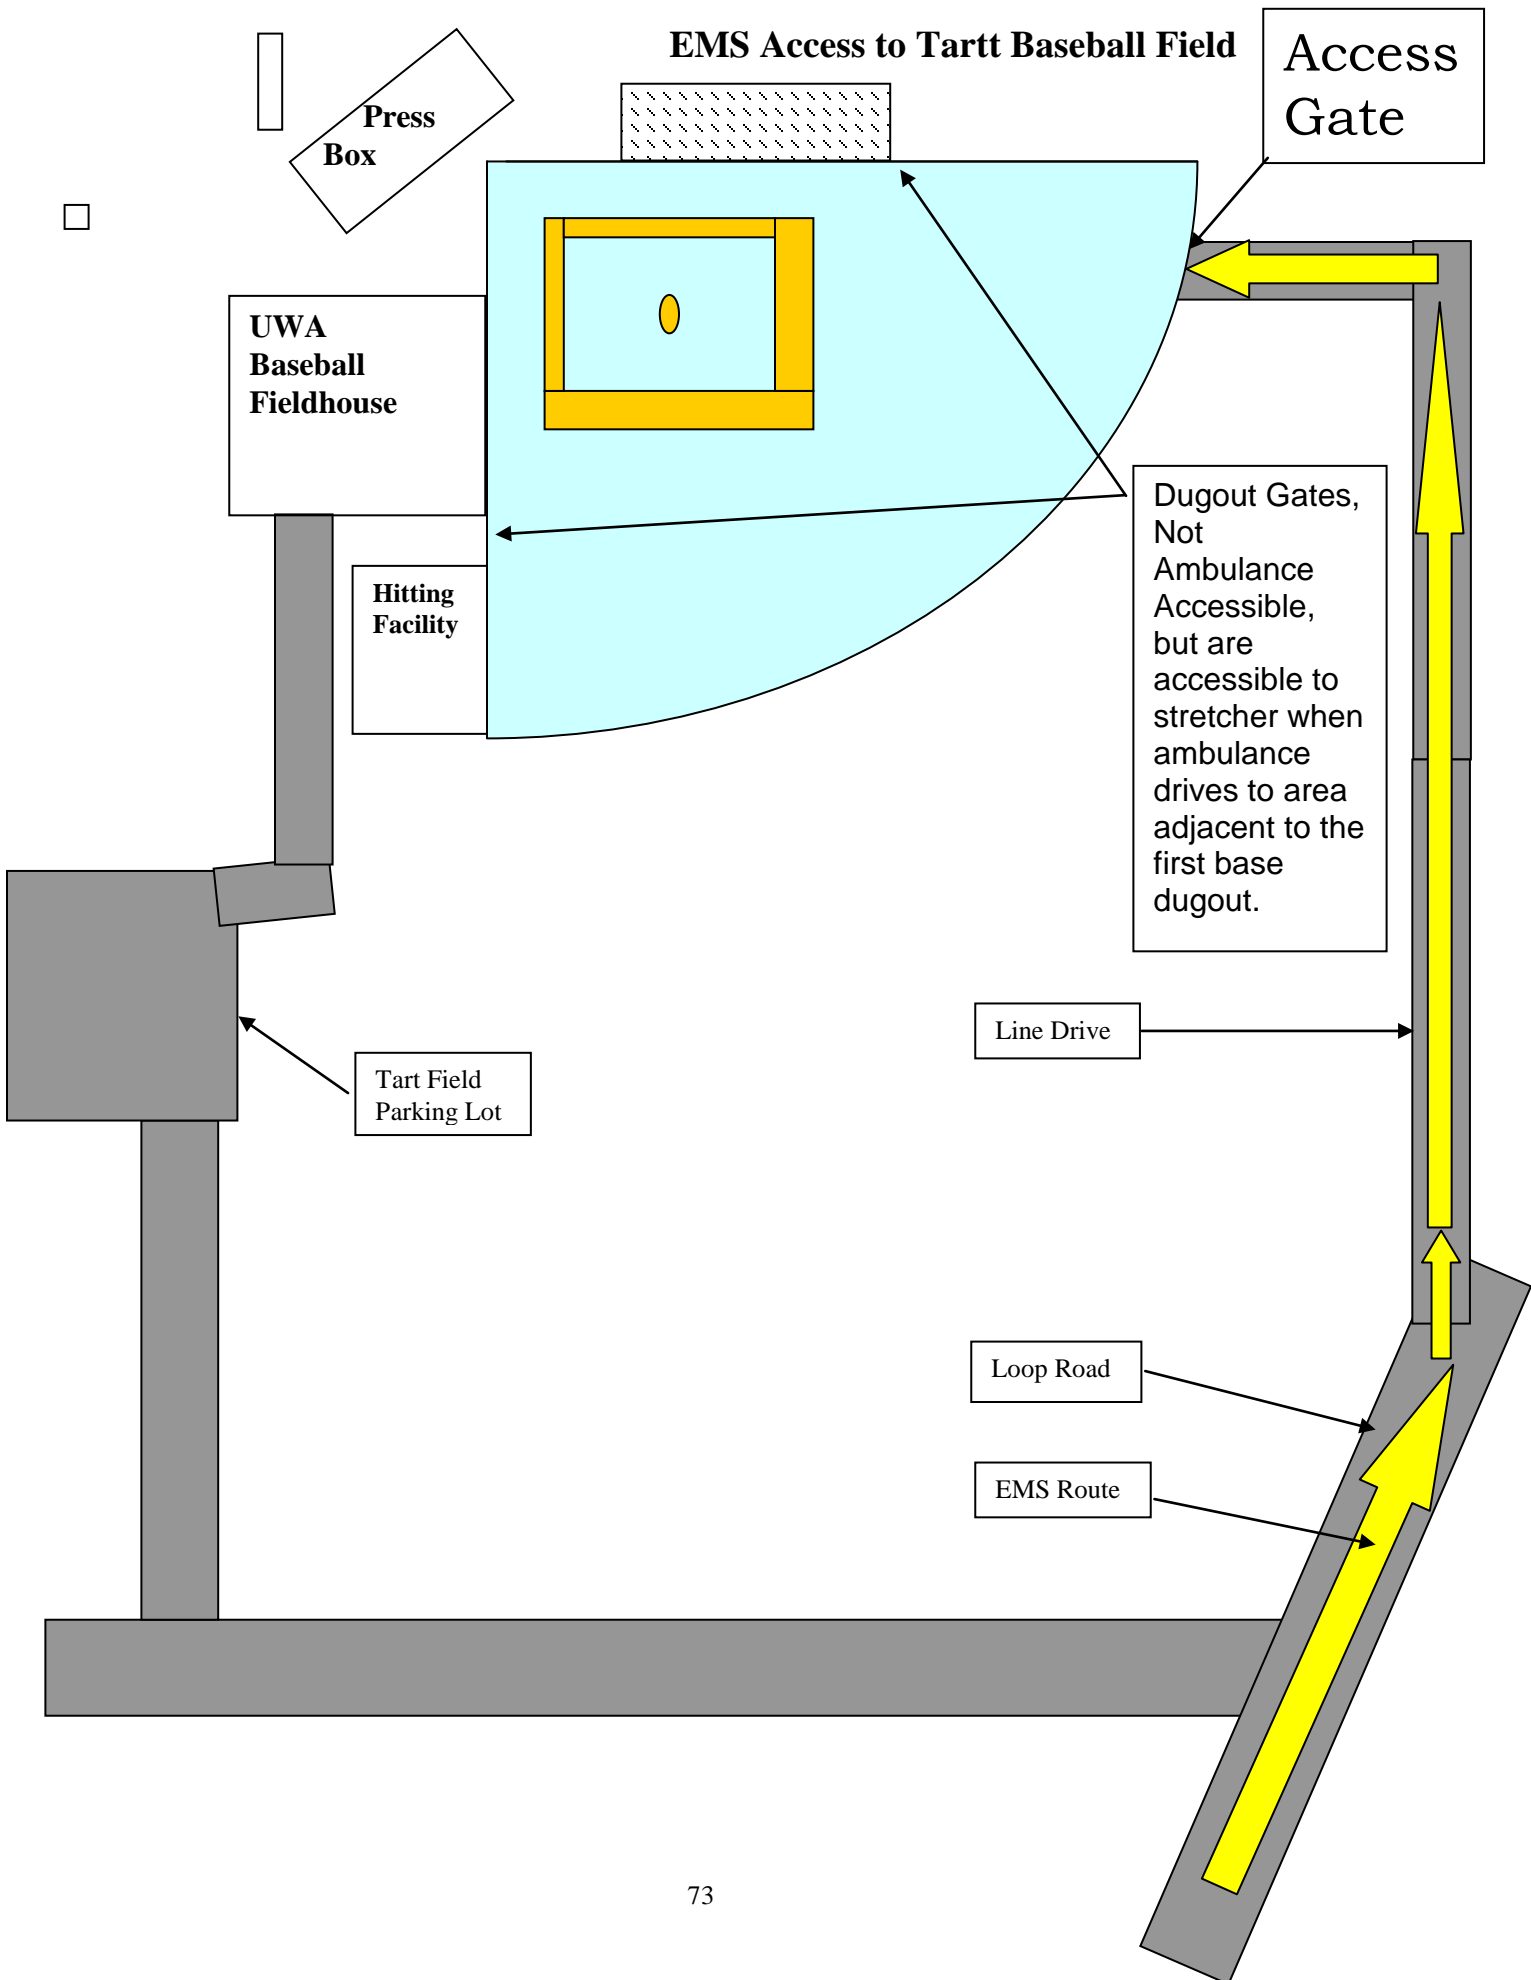 EMS Access to Tartt Baseball Field
Access
Gate
Press
Box
UWA
Baseball
Fieldhouse
Hitting
Facility
Dugout Gates,
Not
Ambulance
Accessible,
but are
accessible to
stretcher when
ambulance
drives to area
adjacent to the
first base
dugout.
Line Drive
Tart Field
Parking Lot
Loop Road
EMS Route
73